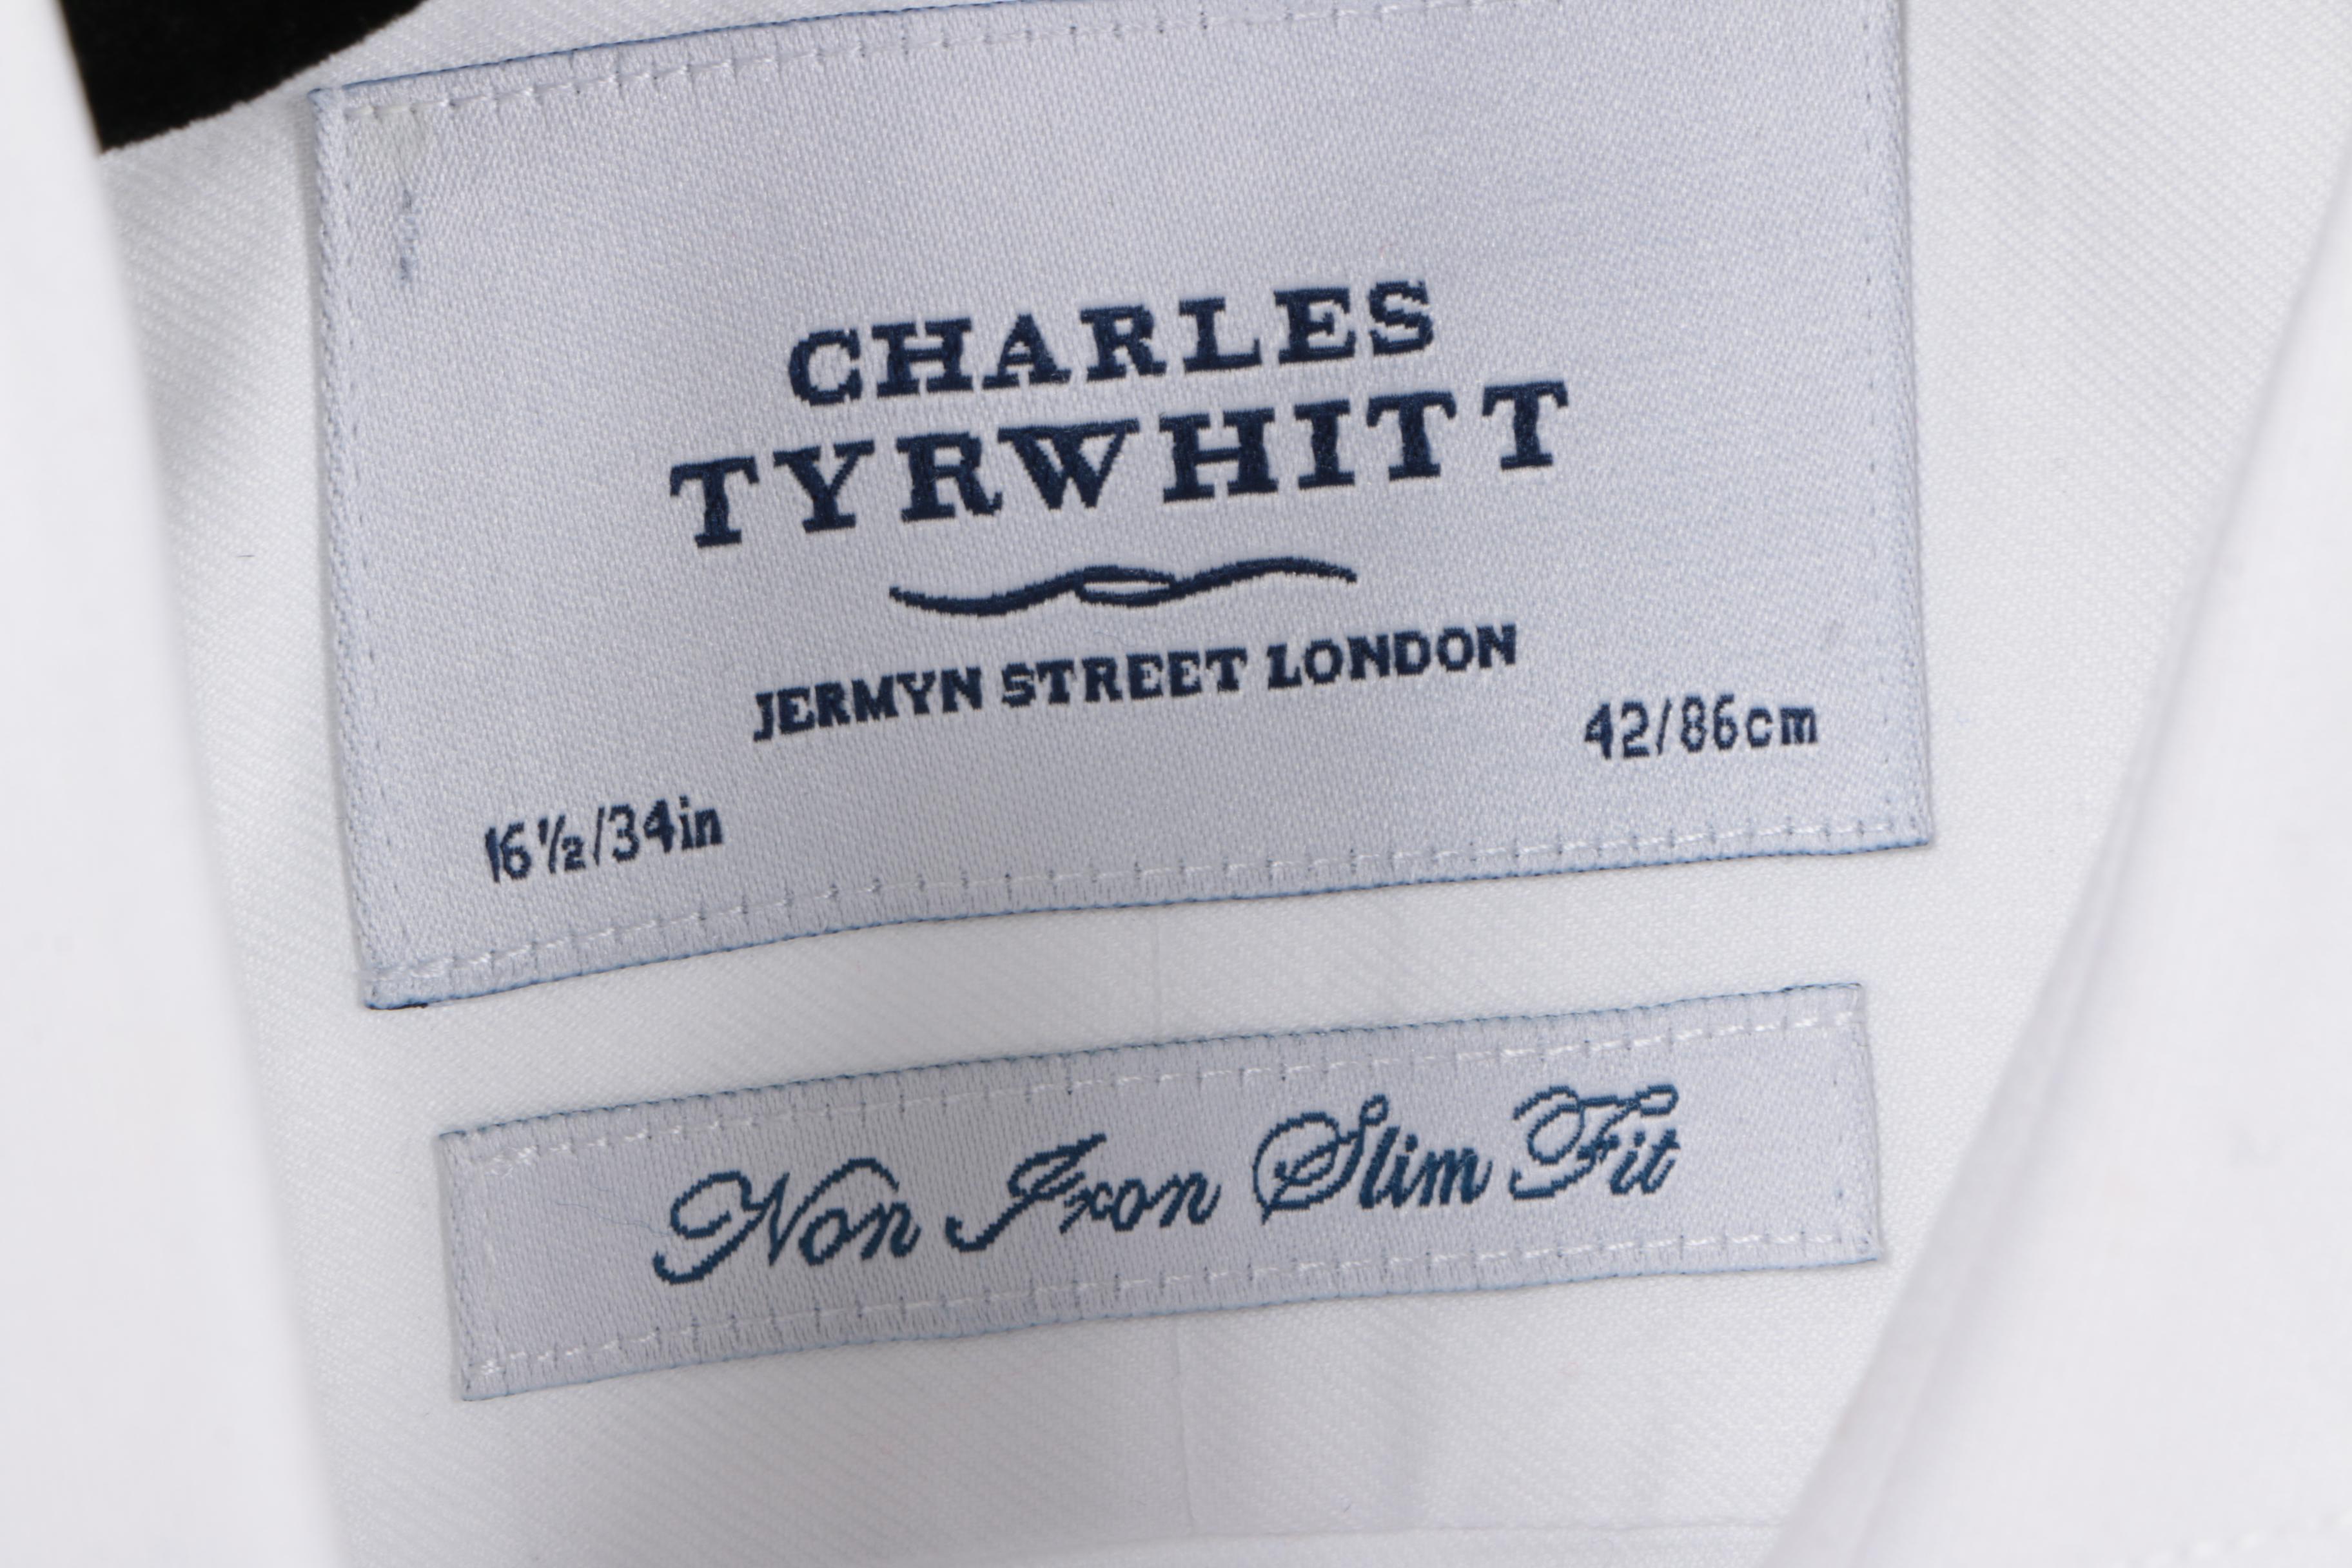 CHARLES
TYRWHITT
JERMYN STREET LONDON
16½/34in 42/86cm
Non Iron Slim Fit